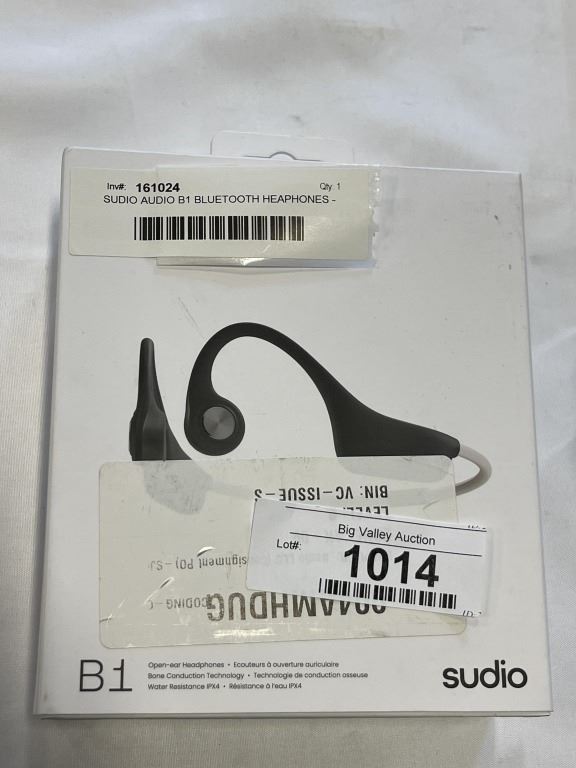 Inv#: 161024 Qty. 1
SUDIO AUDIO B1 BLUETOOTH HEAPHONES -
BIN: VC-ISSUE-S
Big Valley Auction
Lot#: 1014
B1
Open-ear Headphones • Écouteurs à ouverture auriculaire
Bone Conduction Technology • Technologie de conduction osseuse
Water Resistance IPX4 • Résistance à l'eau IPX4
sudio